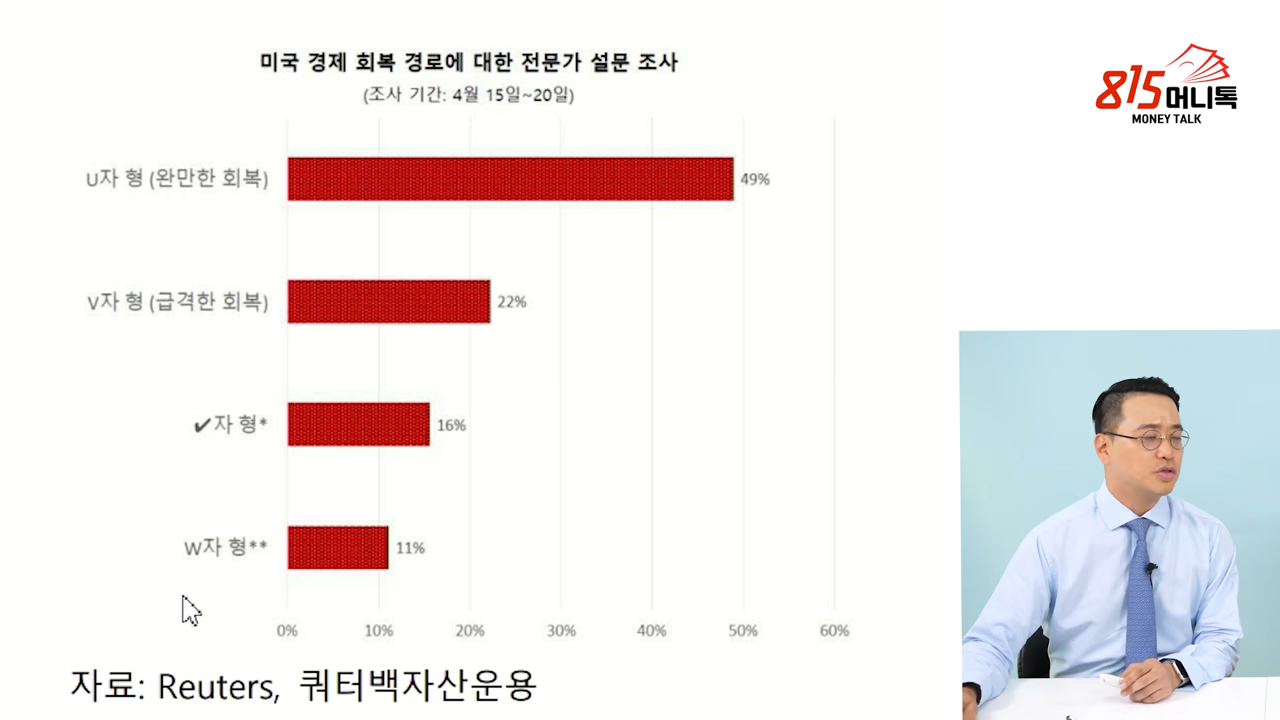 미국 경제 회복 경로에 대한 전문가 설문 조사
(조사 기간: 4월 15일~20일)
815머니톡
MONEY TALK
U자 형 (완만한 회복)
49%
V자 형 (급격한 회복)
22%
✔자 형*
16%
W자 형**
11%
0% 10% 20% 30% 40% 50% 60%
자료: Reuters, 쿼터백자산운용